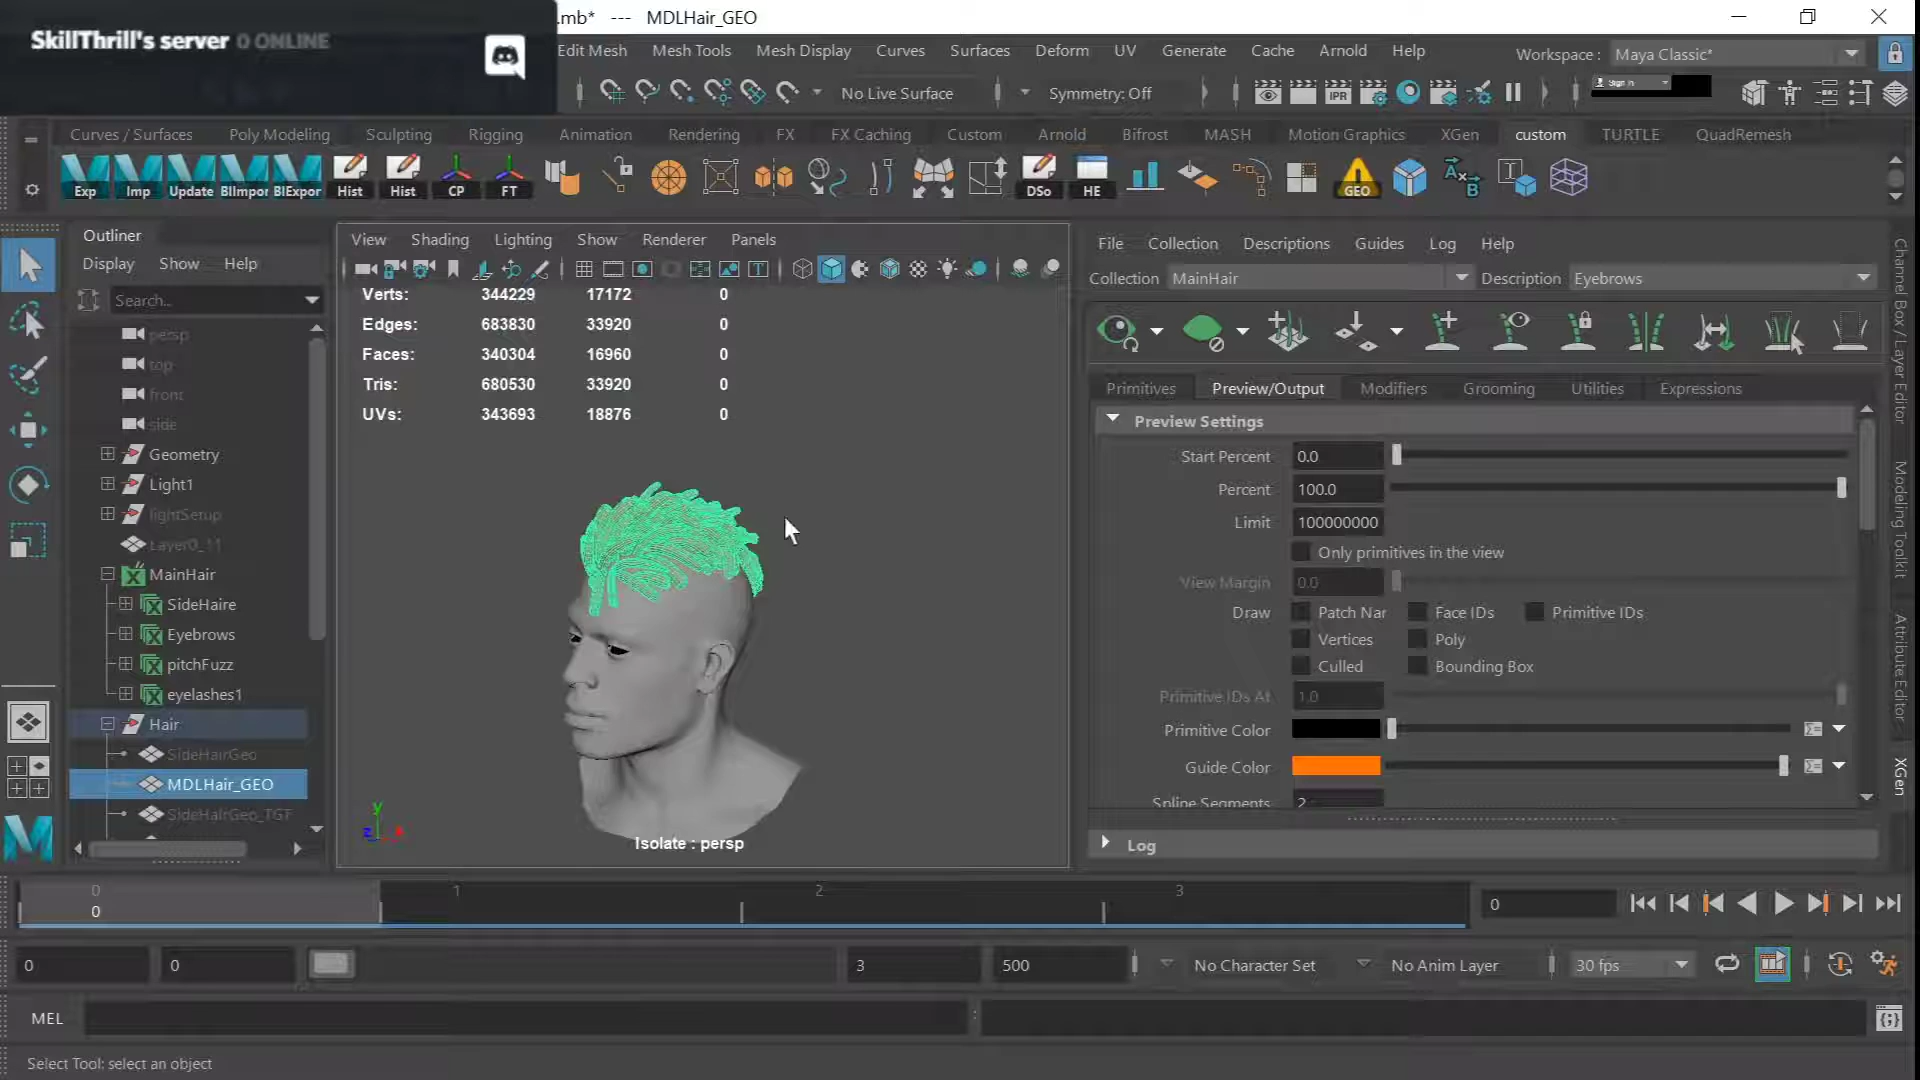 SkillThrill's server 0 ONLINE
.mb* --- MDLHair_GEO
Edit Mesh Mesh Tools Mesh Display Curves Surfaces Deform UV Generate Cache Arnold Help
Workspace : Maya Classic*
No Live Surface Symmetry: Off IPR Sign In
Curves / Surfaces Poly Modeling Sculpting Rigging Animation Rendering FX FX Caching Custom Arnold Bifrost MASH Motion Graphics XGen custom TURTLE QuadRemesh
Exp Imp Update BlImpor BlExpor Hist Hist CP FT DSo HE GEO
Outliner
Display Show Help
Search...
persp
top
front
side
Geometry
Light1
lightSetup
Layer0_11
MainHair
SideHaire
Eyebrows
pitchFuzz
eyelashes1
Hair
SideHairGeo
MDLHair_GEO
SideHairGeo_TGT
View Shading Lighting Show Renderer Panels
Verts: 344229 17172 0
Edges: 683830 33920 0
Faces: 340304 16960 0
Tris: 680530 33920 0
UVs: 343693 18876 0
y
z x
Isolate : persp
File Collection Descriptions Guides Log Help
Collection MainHair Description Eyebrows
Primitives Preview/Output Modifiers Grooming Utilities Expressions
Preview Settings
Start Percent 0.0
Percent 100.0
Limit 100000000
Only primitives in the view
View Margin 0.0
Draw Patch Nar Face IDs Primitive IDs
Vertices Poly
Culled Bounding Box
Primitive IDs At 1.0
Primitive Color
Guide Color
Spline Segments 2
Log
Channel Box / Layer Editor
Modeling Toolkit
Attribute Editor
XGen
0 1 2 3
0
0
0 0 3 500 No Character Set No Anim Layer 30 fps
MEL
Select Tool: select an object